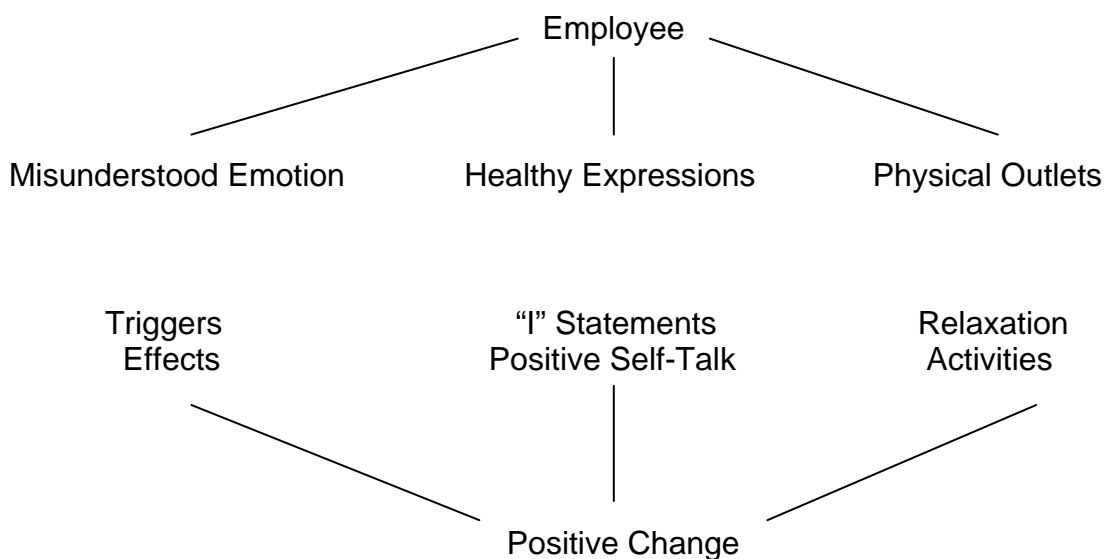 Employee
Misunderstood Emotion Healthy Expressions Physical Outlets
Triggers “I” Statements Relaxation
Effects Positive Self-Talk Activities
Positive Change